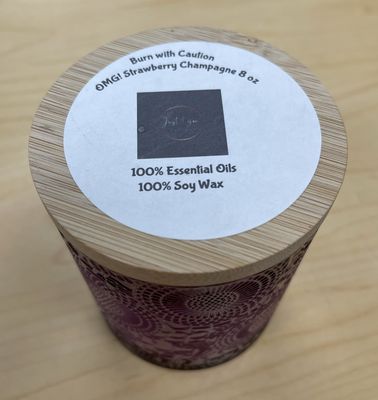 Burn with Caution
OMG! Strawberry Champagne 8 oz
100% Essential Oils
100% Soy Wax